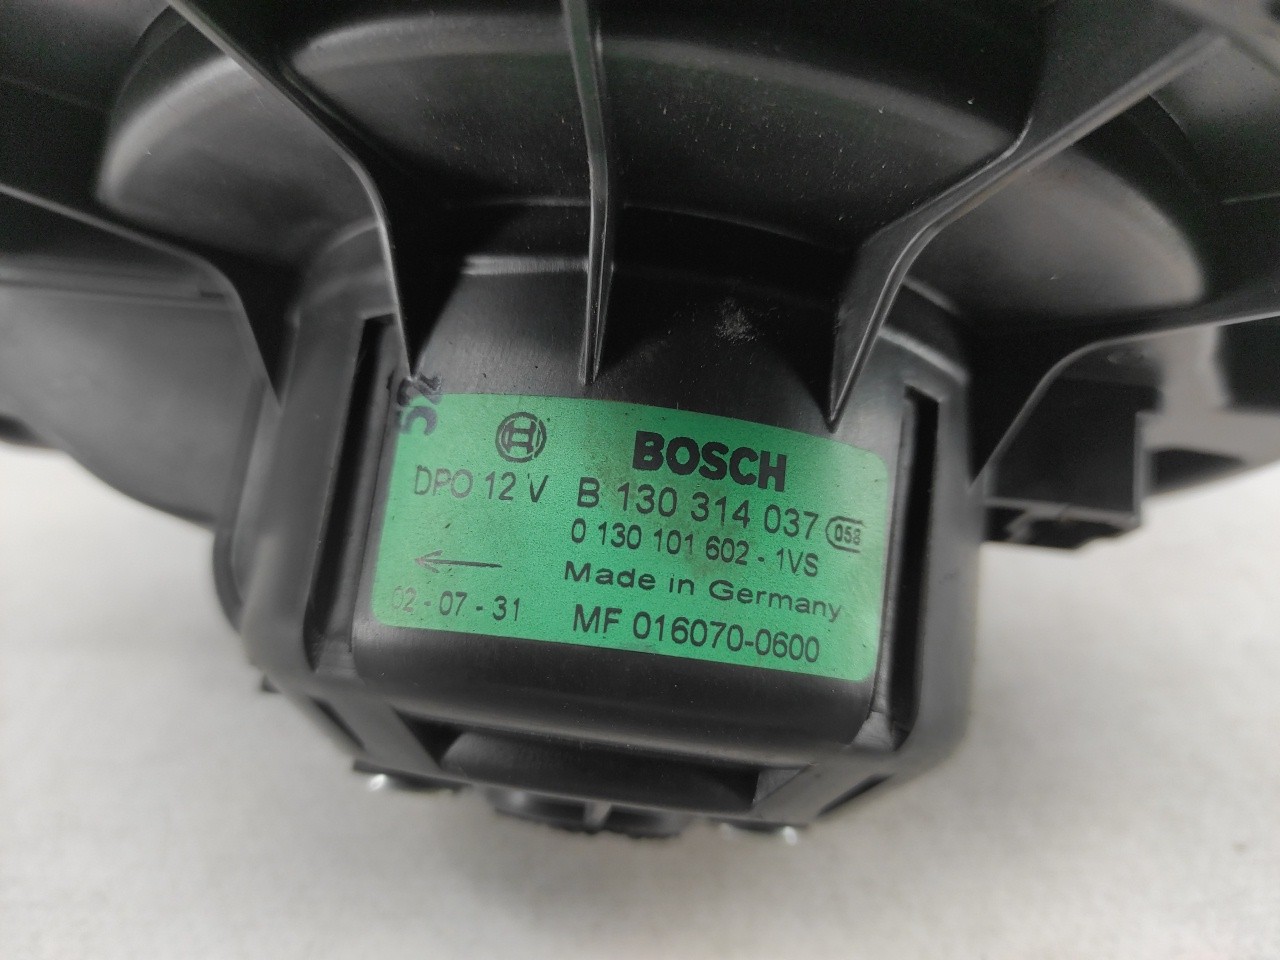 52
BOSCH
DPO 12 V B 130 314 037 058
0 130 101 602 - 1VS
Made in Germany
02 - 07 - 31 MF 016070-0600